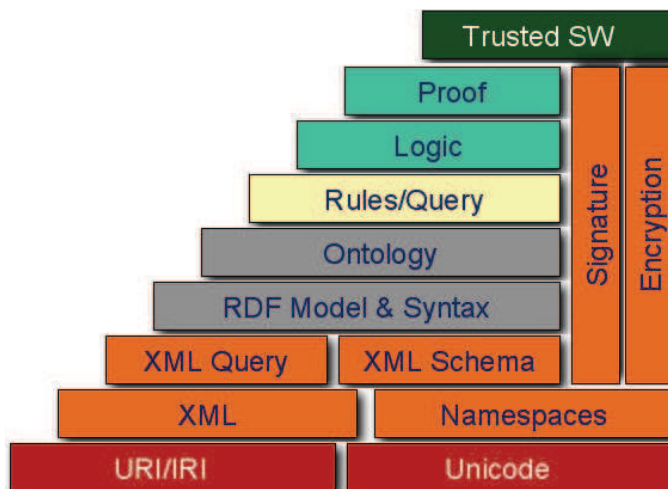 Trusted SW
Proof
Logic
Rules/Query
Ontology
RDF Model & Syntax
XML Query
XML Schema
Signature
Encryption
XML
Namespaces
URI/IRI
Unicode